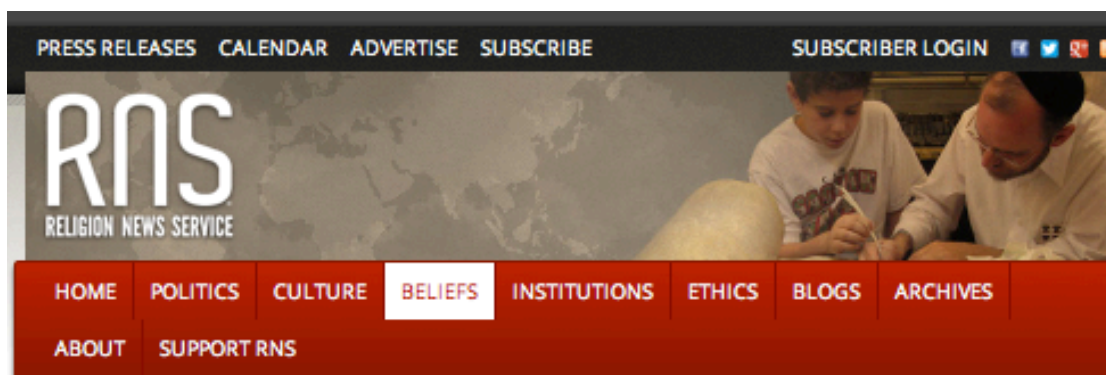 PRESS RELEASES CALENDAR ADVERTISE SUBSCRIBE SUBSCRIBER LOGIN
RNS
RELIGION NEWS SERVICE
HOME POLITICS CULTURE BELIEFS INSTITUTIONS ETHICS BLOGS ARCHIVES
ABOUT SUPPORT RNS